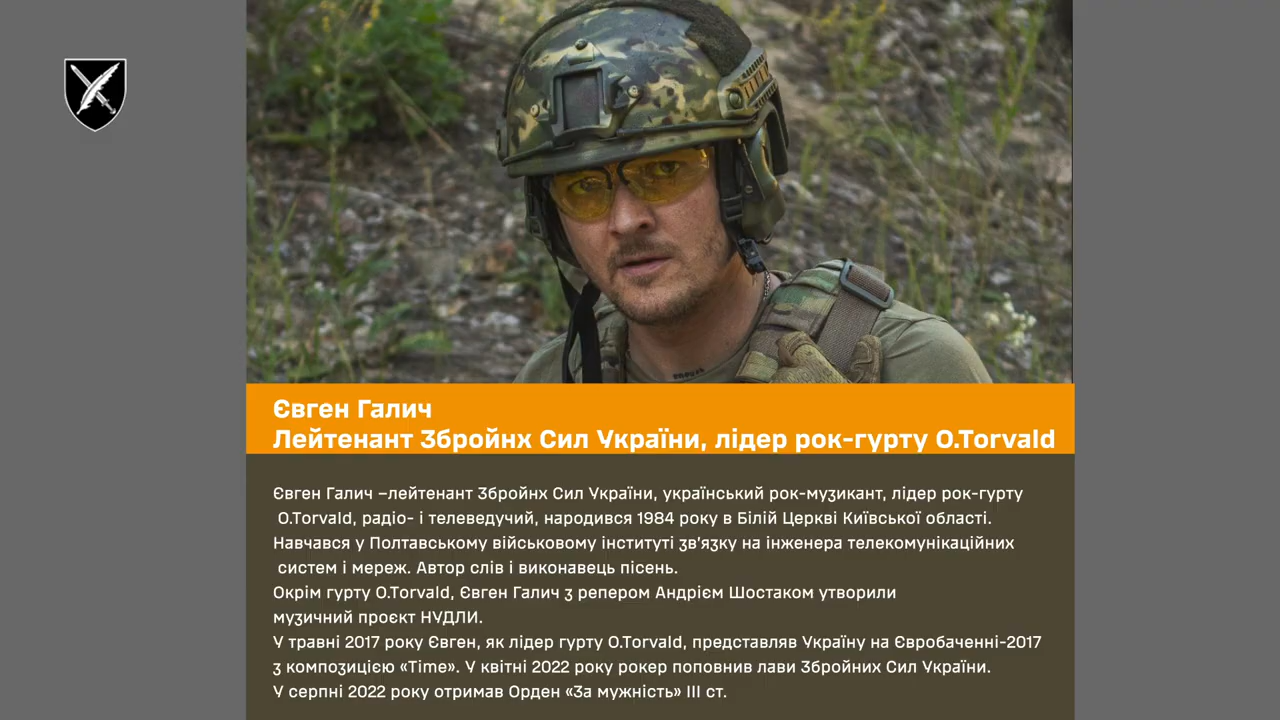 Євген Галич
Лейтенант Збройнх Сил України, лідер рок-гурту O.Torvald
Євген Галич –лейтенант Збройнх Сил України, український рок-музикант, лідер рок-гурту
O.Torvald, радіо- і телеведучий, народився 1984 року в Білій Церкві Київської області.
Навчався у Полтавському військовому інституті зв’язку на інженера телекомунікаційних
систем і мереж. Автор слів і виконавець пісень.
Окрім гурту O.Torvald, Євген Галич з репером Андрієм Шостаком утворили
музичний проєкт НУДЛИ.
У травні 2017 року Євген, як лідер гурту O.Torvald, представляв Україну на Євробаченні-2017
з композицією «Time». У квітні 2022 року рокер поповнив лави Збройних Сил України.
У серпні 2022 року отримав Орден «За мужність» III ст.